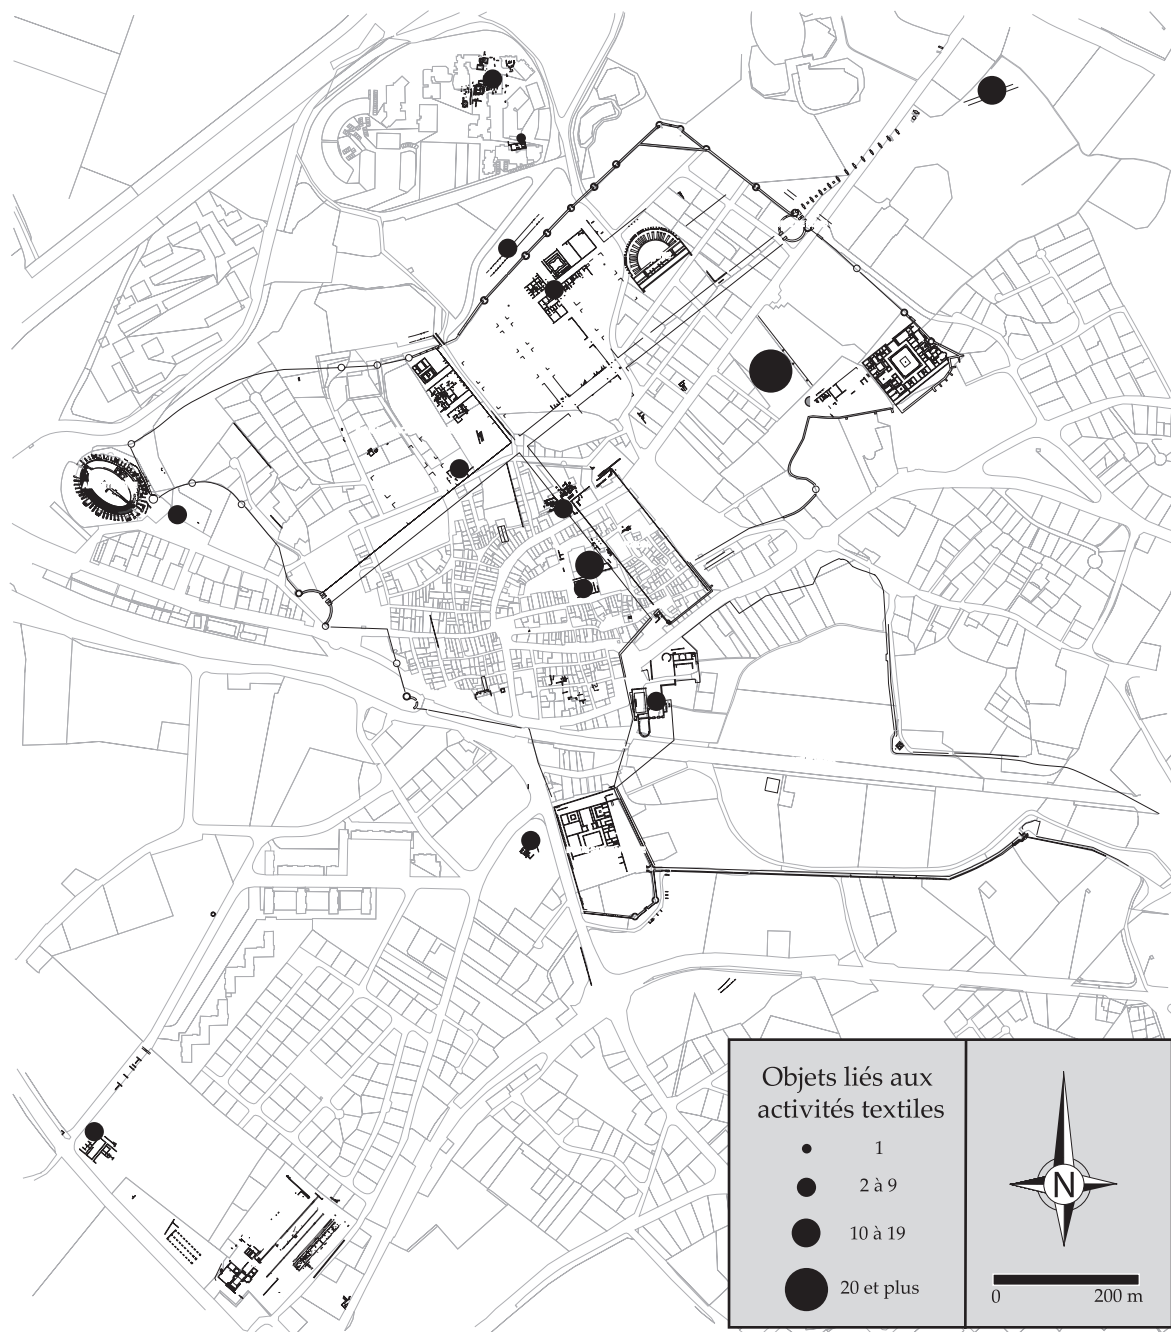 Objets liés aux
activités textiles
1
2 à 9
10 à 19
20 et plus
N
0 200 m